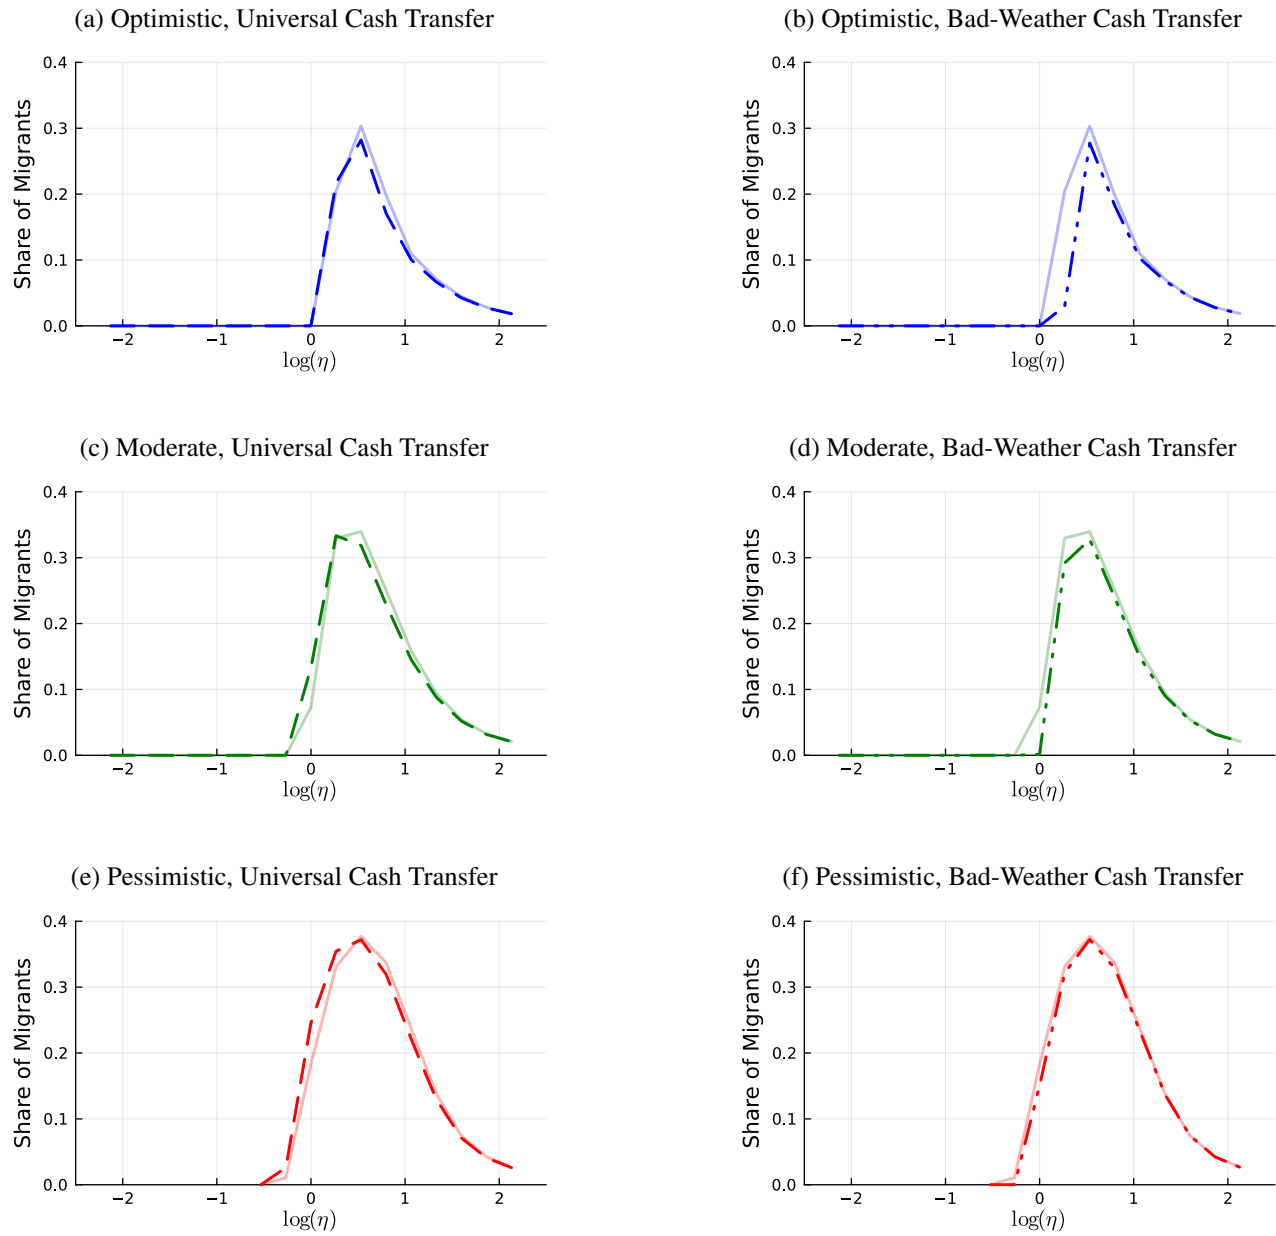 (a) Optimistic, Universal Cash Transfer
0.4
0.3
0.2
0.1
0.0
Share of Migrants
−2 −1 0 1 2
log(η)
(b) Optimistic, Bad-Weather Cash Transfer
0.4
0.3
0.2
0.1
0.0
Share of Migrants
−2 −1 0 1 2
log(η)
(c) Moderate, Universal Cash Transfer
0.4
0.3
0.2
0.1
0.0
Share of Migrants
−2 −1 0 1 2
log(η)
(d) Moderate, Bad-Weather Cash Transfer
0.4
0.3
0.2
0.1
0.0
Share of Migrants
−2 −1 0 1 2
log(η)
(e) Pessimistic, Universal Cash Transfer
0.4
0.3
0.2
0.1
0.0
Share of Migrants
−2 −1 0 1 2
log(η)
(f) Pessimistic, Bad-Weather Cash Transfer
0.4
0.3
0.2
0.1
0.0
Share of Migrants
−2 −1 0 1 2
log(η)